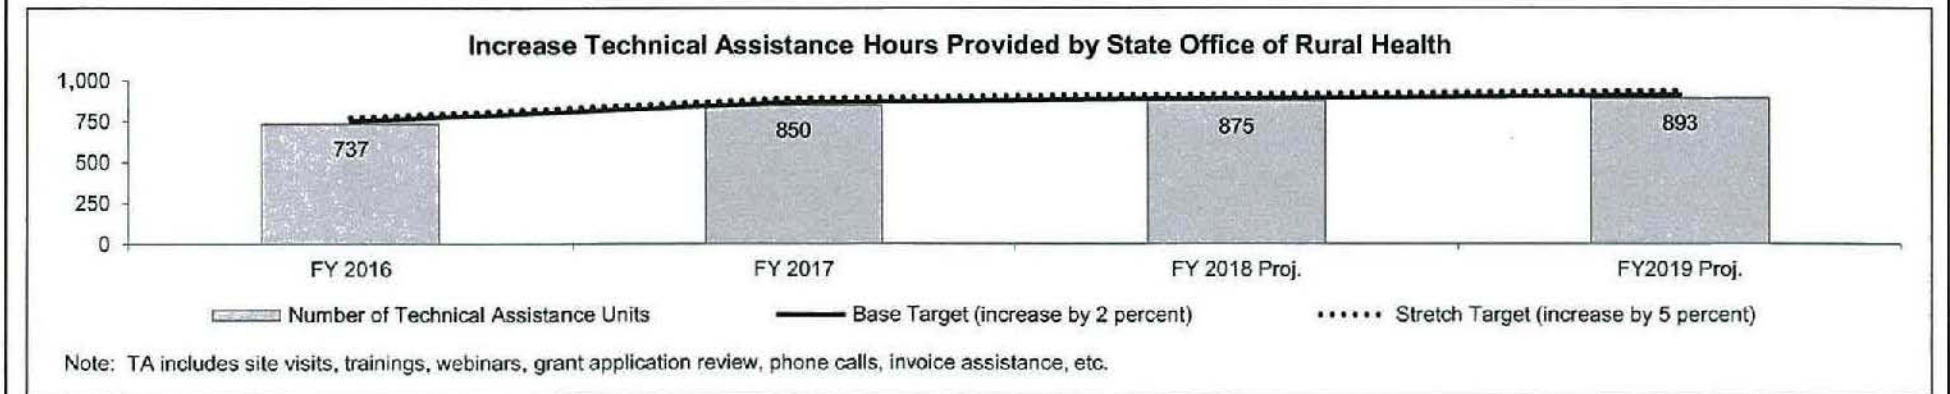 Increase Technical Assistance Hours Provided by State Office of Rural Health
1,000
750
500
250
0
737
850
875
893
FY 2016
FY 2017
FY 2018 Proj.
FY2019 Proj.
Number of Technical Assistance Units
Base Target (increase by 2 percent)
Stretch Target (increase by 5 percent)
Note: TA includes site visits, trainings, webinars, grant application review, phone calls, invoice assistance, etc.